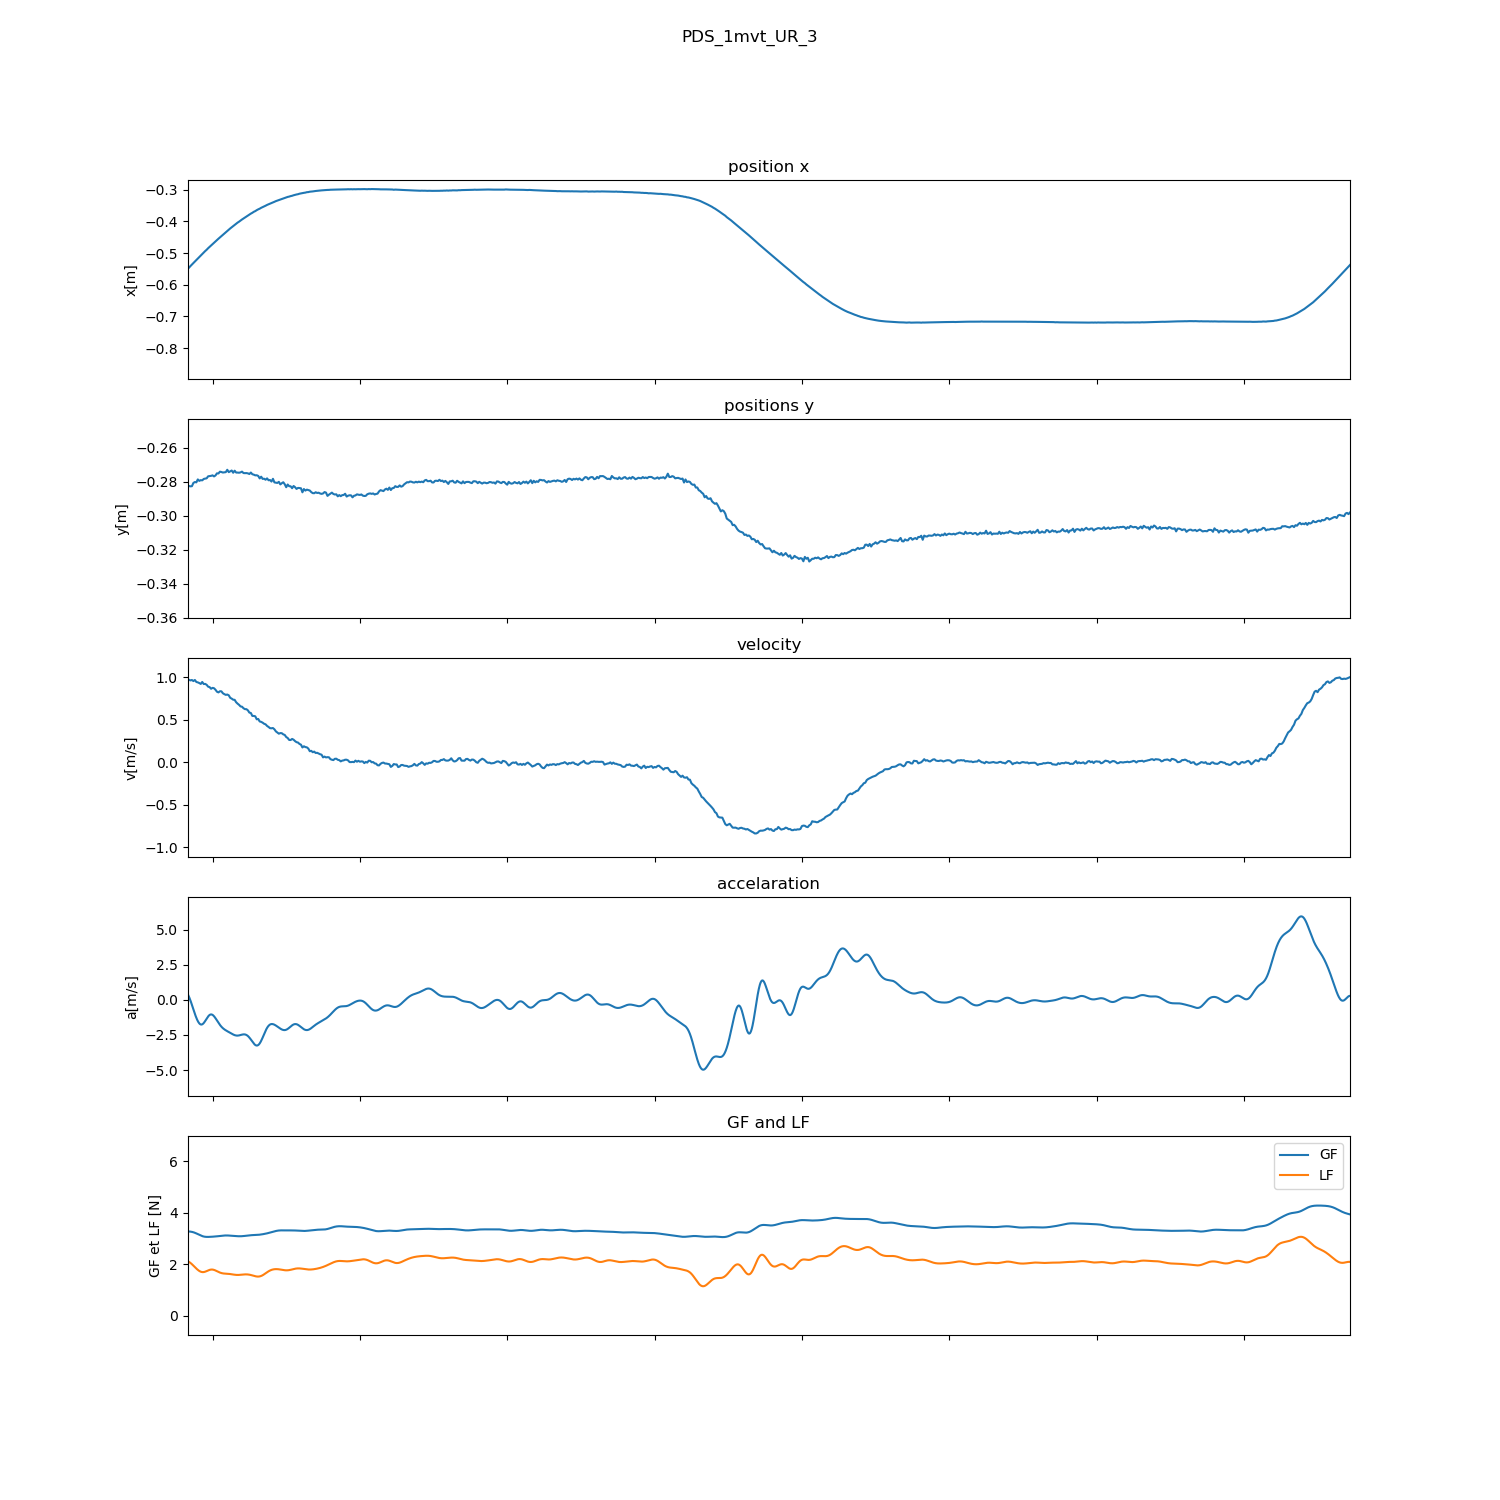 PDS_1mvt_UR_3
position x
−0.3
−0.4
−0.5
−0.6
−0.7
−0.8
x[m]
positions y
−0.26
−0.28
−0.30
−0.32
−0.34
−0.36
y[m]
velocity
1.0
0.5
0.0
−0.5
−1.0
v[m/s]
accelaration
5.0
2.5
0.0
−2.5
−5.0
a[m/s]
GF and LF
6
4
2
0
GF et LF [N]
GF
LF